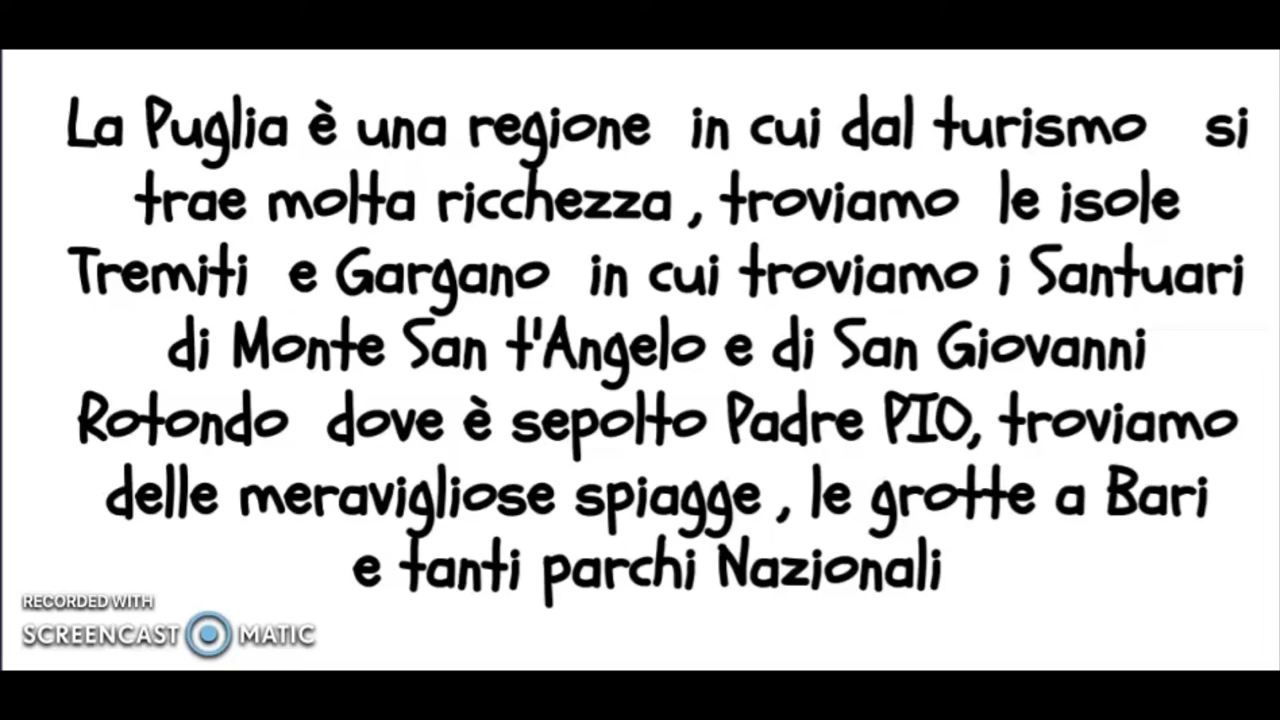 La Puglia è una regione in cui dal turismo si
trae molta ricchezza , troviamo le isole
Tremiti e Gargano in cui troviamo i Santuari
di Monte San t'Angelo e di San Giovanni
Rotondo dove è sepolto Padre PIO, troviamo
delle meravigliose spiagge , le grotte a Bari
e tanti parchi Nazionali
RECORDED WITH
SCREENCAST MATIC